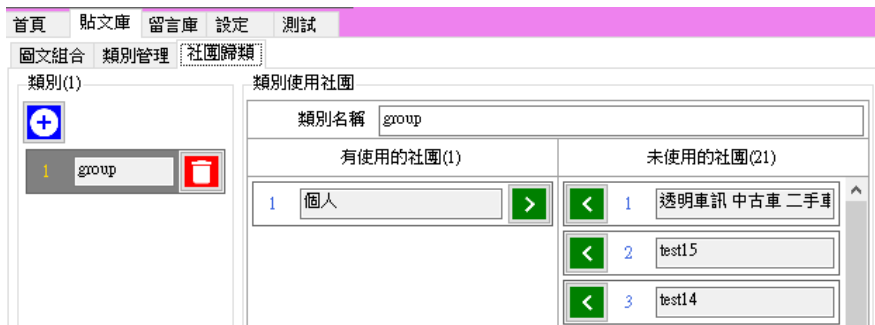 首頁 貼文庫 留言庫 設定 測試
圖文組合 類別管理 社團歸類
類別(1)
類別使用社團
類別名稱 group
1 group
有使用的社團(1) 未使用的社團(21)
1 個人
1 透明車訊 中古車 二手車
2 test15
3 test14